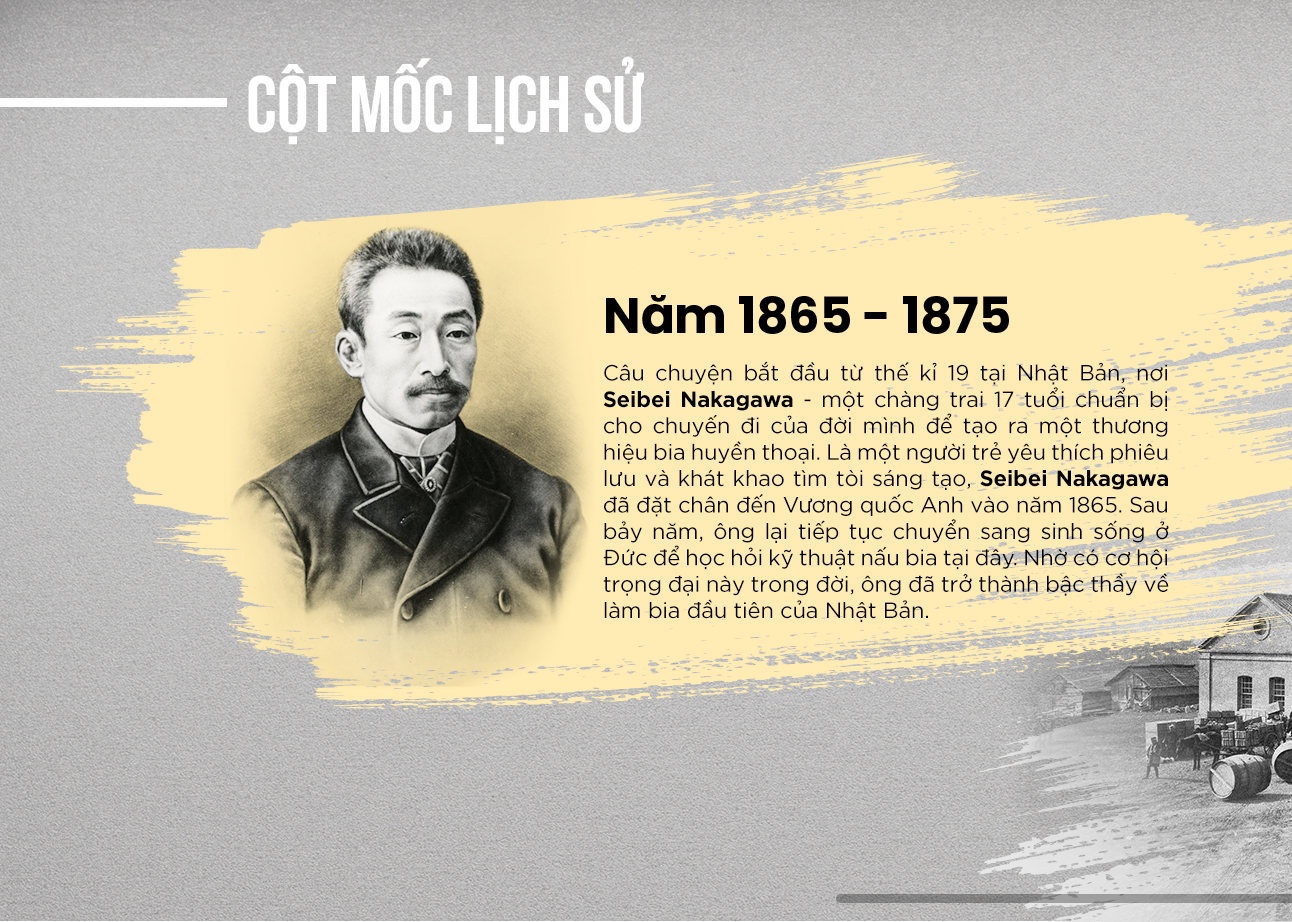 CỘT MỐC LỊCH SỬ
Năm 1865 - 1875
Câu chuyện bắt đầu từ thế kỉ 19 tại Nhật Bản, nơi
Seibei Nakagawa - một chàng trai 17 tuổi chuẩn bị
cho chuyến đi của đời mình để tạo ra một thương
hiệu bia huyền thoại. Là một người trẻ yêu thích phiêu
lưu và khát khao tìm tòi sáng tạo, Seibei Nakagawa
đã đặt chân đến Vương quốc Anh vào năm 1865. Sau
bảy năm, ông lại tiếp tục chuyển sang sinh sống ở
Đức để học hỏi kỹ thuật nấu bia tại đây. Nhờ có cơ hội
trọng đại này trong đời, ông đã trở thành bậc thầy về
làm bia đầu tiên của Nhật Bản.